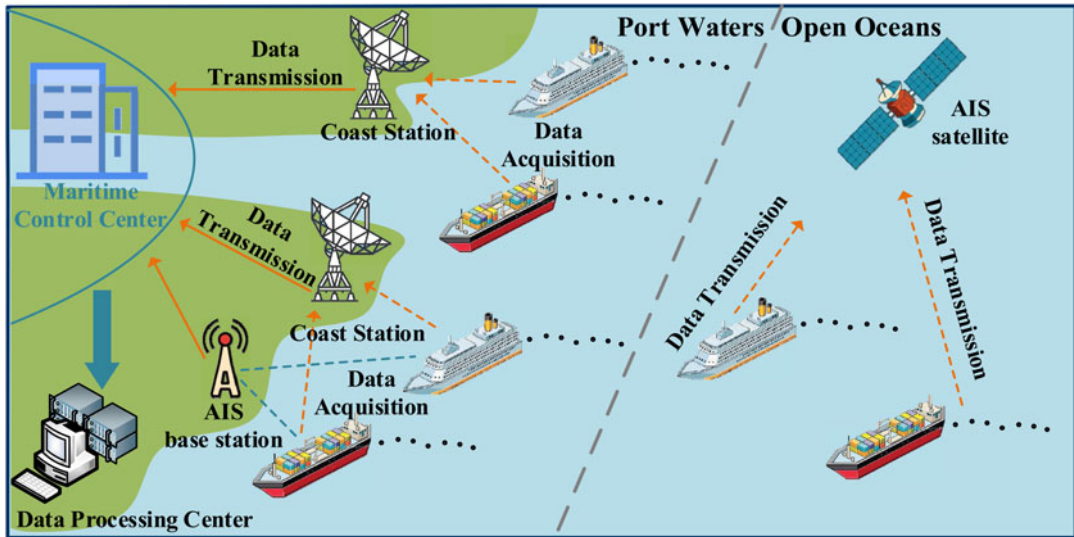 Port Waters
Open Oceans
Data
Transmission
Coast Station
Data
Acquisition
AIS
satellite
Maritime
Control Center
Data
Transmission
Coast Station
Data
Acquisition
AIS
base station
Data Processing Center
Data Transmission
Data Transmission